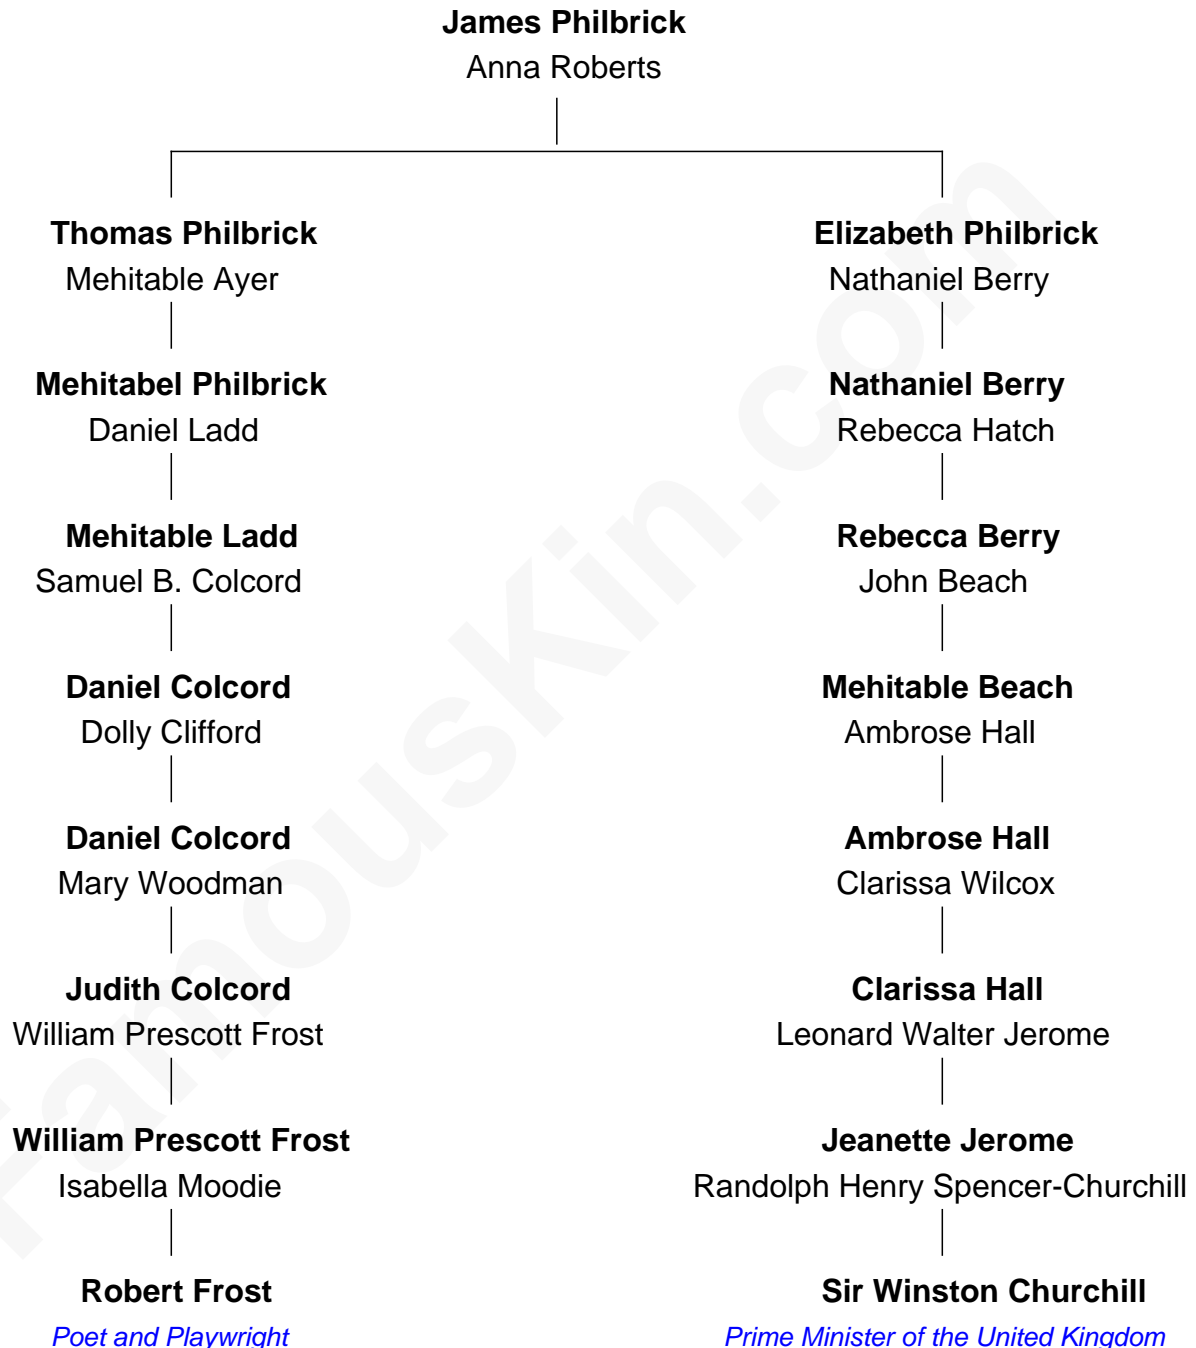 James Philbrick
Anna Roberts
Thomas Philbrick
Mehitable Ayer
Elizabeth Philbrick
Nathaniel Berry
Mehitabel Philbrick
Daniel Ladd
Nathaniel Berry
Rebecca Hatch
Mehitable Ladd
Samuel B. Colcord
Rebecca Berry
John Beach
Daniel Colcord
Dolly Clifford
Mehitable Beach
Ambrose Hall
Daniel Colcord
Mary Woodman
Ambrose Hall
Clarissa Wilcox
Judith Colcord
William Prescott Frost
Clarissa Hall
Leonard Walter Jerome
William Prescott Frost
Isabella Moodie
Jeanette Jerome
Randolph Henry Spencer-Churchill
Robert Frost
Poet and Playwright
Sir Winston Churchill
Prime Minister of the United Kingdom
FamousKin.com